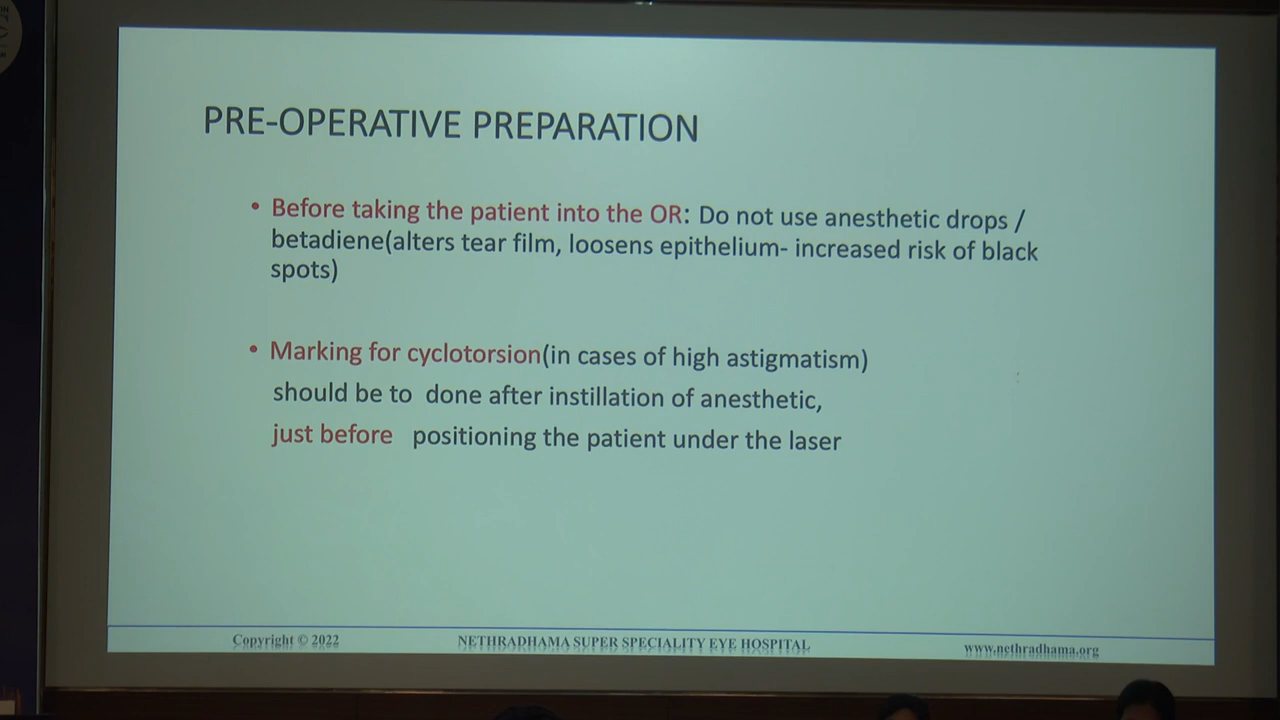 PRE-OPERATIVE PREPARATION
• Before taking the patient into the OR: Do not use anesthetic drops /
betadiene(alters tear film, loosens epithelium- increased risk of black
spots)
• Marking for cyclotorsion(in cases of high astigmatism)
should be to done after instillation of anesthetic,
just before positioning the patient under the laser
Copyright © 2022 NETHRADHAMA SUPER SPECIALITY EYE HOSPITAL www.nethradhama.org